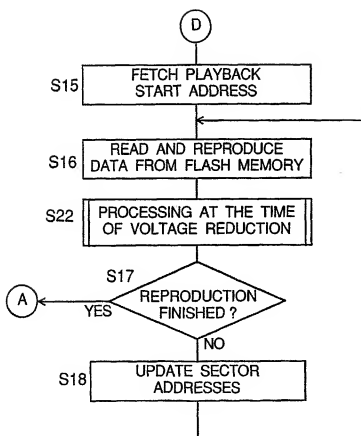 D
S15
FETCH PLAYBACK
START ADDRESS
S16
READ AND REPRODUCE
DATA FROM FLASH MEMORY
S22
PROCESSING AT THE TIME
OF VOLTAGE REDUCTION
S17
A
YES
REPRODUCTION
FINISHED ?
NO
S18
UPDATE SECTOR
ADDRESSES